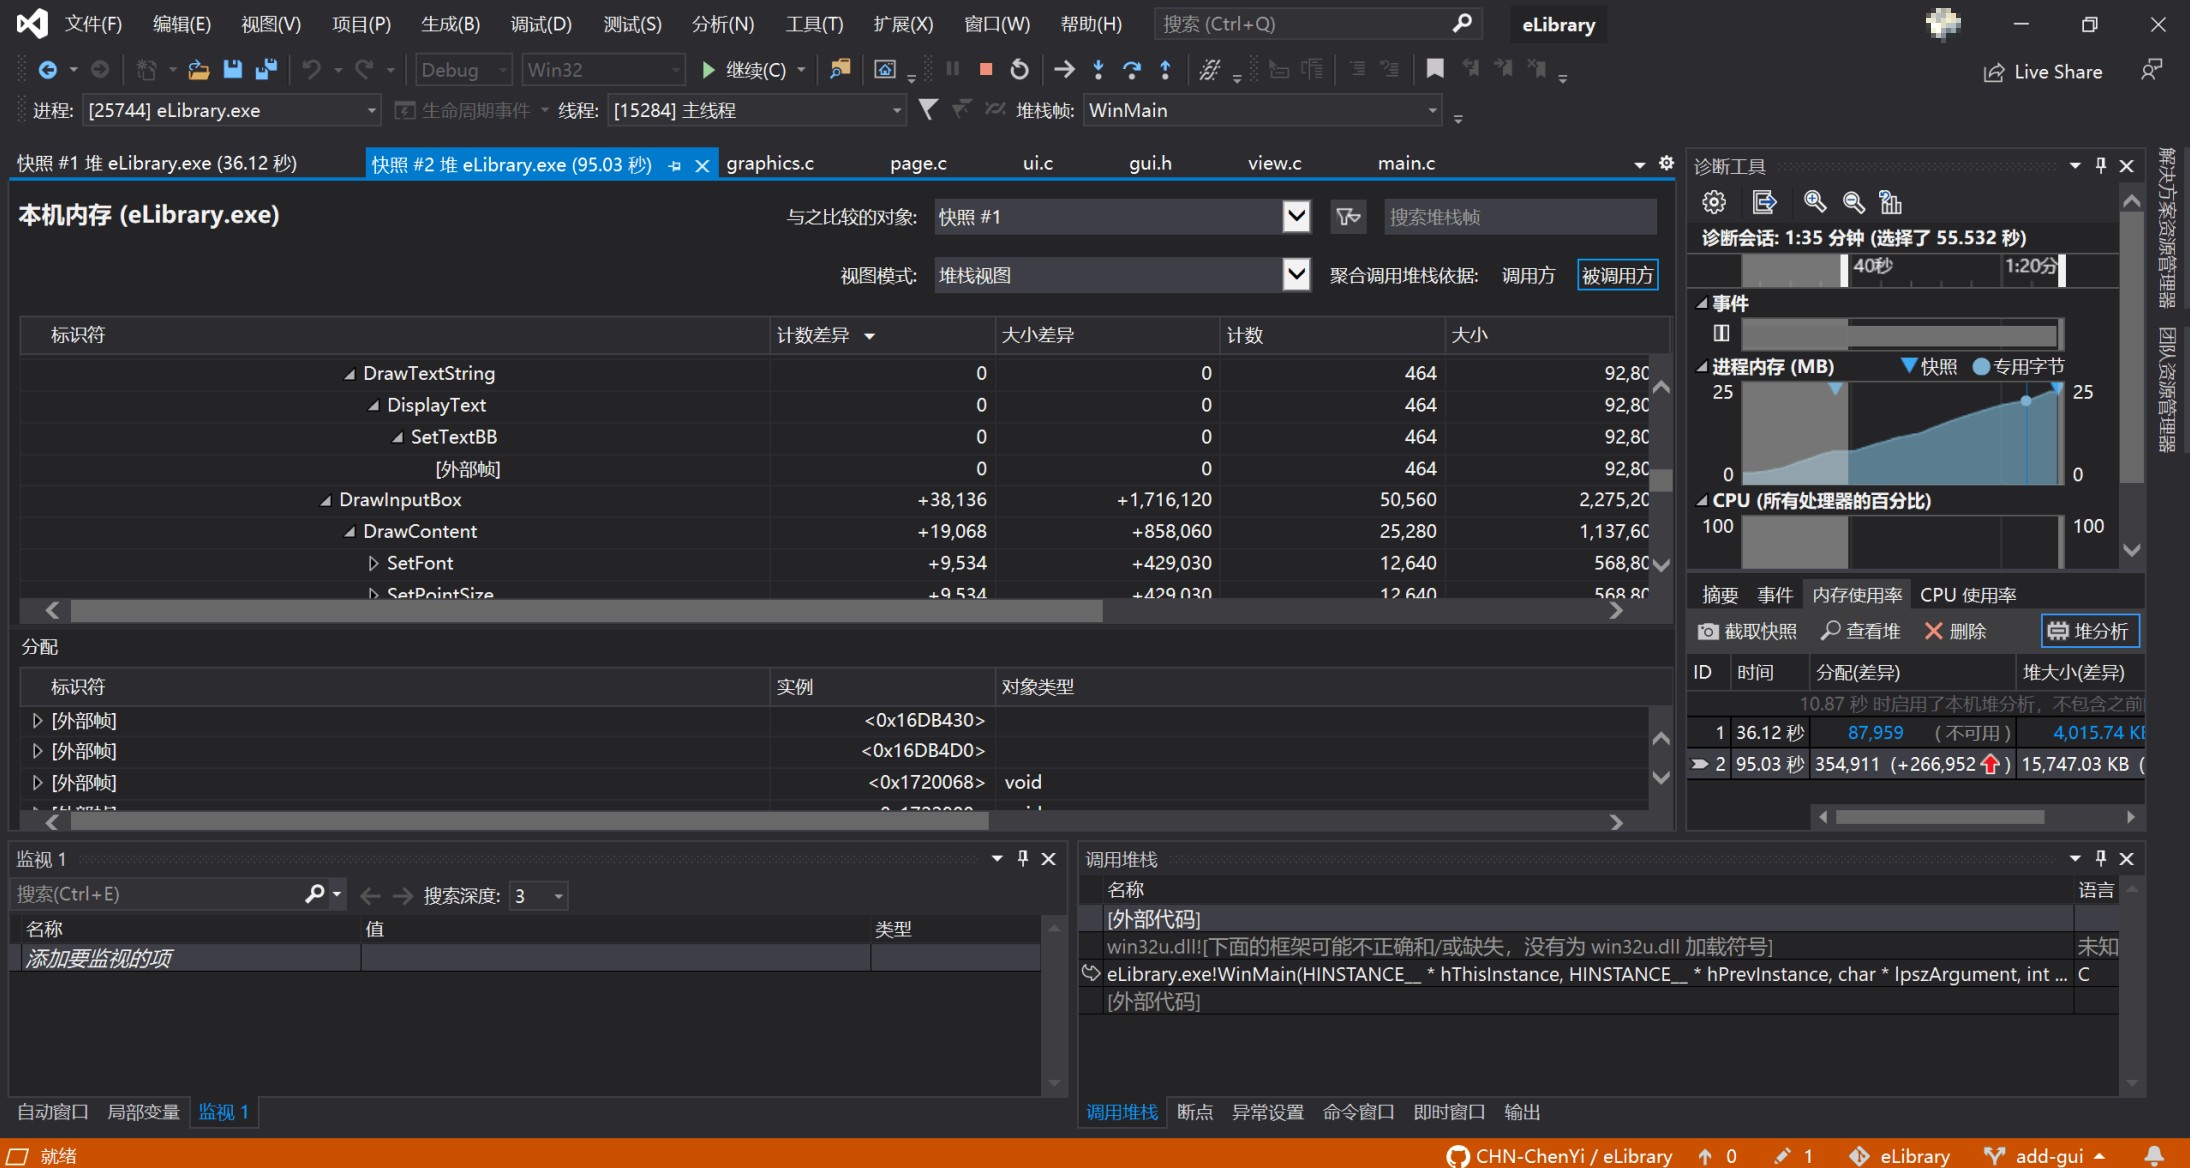 文件(F) 编辑(E) 视图(V) 项目(P) 生成(B) 调试(D) 测试(S) 分析(N) 工具(T) 扩展(X) 窗口(W) 帮助(H) 搜索 (Ctrl+Q) eLibrary
Debug Win32 继续(C) Live Share
进程: [25744] eLibrary.exe 生命周期事件 线程: [15284] 主线程 堆栈帧: WinMain
快照 #1 堆 eLibrary.exe (36.12 秒) 快照 #2 堆 eLibrary.exe (95.03 秒) graphics.c page.c ui.c gui.h view.c main.c
本机内存 (eLibrary.exe) 与之比较的对象: 快照 #1 搜索堆栈帧
视图模式: 堆栈视图 聚合调用堆栈依据: 调用方 被调用方
标识符 计数差异 大小差异 计数 大小
DrawTextString 0 0 464 92,80
DisplayText 0 0 464 92,80
SetTextBB 0 0 464 92,80
[外部帧] 0 0 464 92,80
DrawInputBox +38,136 +1,716,120 50,560 2,275,20
DrawContent +19,068 +858,060 25,280 1,137,60
SetFont +9,534 +429,030 12,640 568,80
SetPointSize +9,534 +429,030 12,640 568,80
分配
标识符 实例 对象类型
[外部帧] <0x16DB430>
[外部帧] <0x16DB4D0>
[外部帧] <0x1720068> void
诊断工具
诊断会话: 1:35 分钟 (选择了 55.532 秒)
40秒 1:20分
事件
进程内存 (MB) 快照 专用字节
25 25
0 0
CPU (所有处理器的百分比)
100 100
摘要 事件 内存使用率 CPU 使用率
截取快照 查看堆 删除 堆分析
ID 时间 分配(差异) 堆大小(差异)
10.87 秒 时启用了本机堆分析，不包含之前
1 36.12 秒 87,959 (不可用) 4,015.74 KB
2 95.03 秒 354,911 (+266,952) 15,747.03 KB (
解决方案资源管理器
团队资源管理器
监视 1
搜索(Ctrl+E) 搜索深度: 3
名称 值 类型
添加要监视的项
自动窗口 局部变量 监视 1
调用堆栈
名称 语言
[外部代码]
win32u.dll![下面的框架可能不正确和/或缺失，没有为 win32u.dll 加载符号] 未知
eLibrary.exe!WinMain(HINSTANCE__ * hThisInstance, HINSTANCE__ * hPrevInstance, char * lpszArgument, int ... C
[外部代码]
调用堆栈 断点 异常设置 命令窗口 即时窗口 输出
就绪 CHN-ChenYi / eLibrary 0 1 eLibrary add-gui